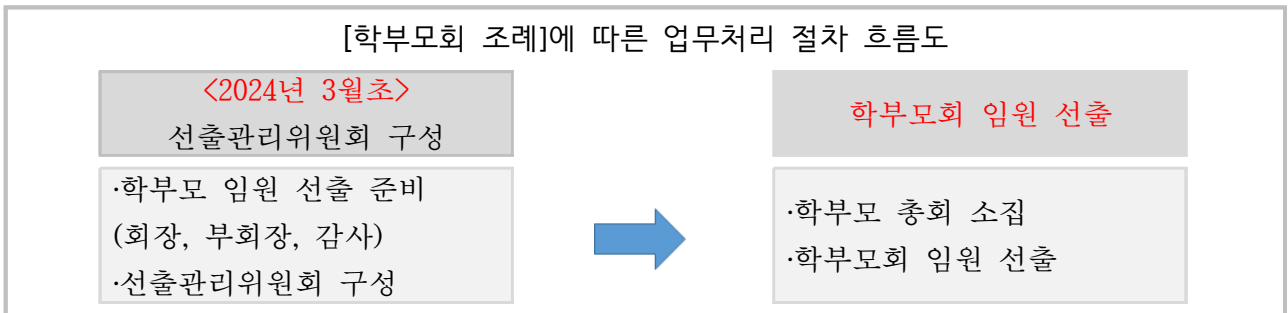 [학부모회 조례]에 따른 업무처리 절차 흐름도
<2024년 3월초>
선출관리위원회 구성
·학부모 임원 선출 준비
(회장, 부회장, 감사)
·선출관리위원회 구성
학부모회 임원 선출
·학부모 총회 소집
·학부모회 임원 선출